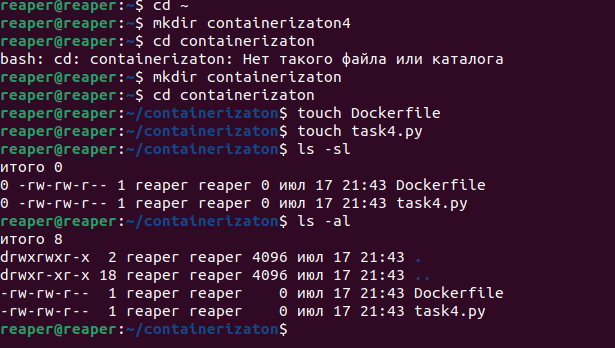 reaper@reaper:~$ cd ~
reaper@reaper:~$ mkdir containerizaton4
reaper@reaper:~$ cd containerizaton
bash: cd: containerizaton: Нет такого файла или каталога
reaper@reaper:~$ mkdir containerizaton
reaper@reaper:~$ cd containerizaton
reaper@reaper:~/containerizaton$ touch Dockerfile
reaper@reaper:~/containerizaton$ touch task4.py
reaper@reaper:~/containerizaton$ ls -sl
итого 0
0 -rw-rw-r-- 1 reaper reaper 0 июл 17 21:43 Dockerfile
0 -rw-rw-r-- 1 reaper reaper 0 июл 17 21:43 task4.py
reaper@reaper:~/containerizaton$ ls -al
итого 8
drwxrwxr-x  2 reaper reaper 4096 июл 17 21:43 .
drwxr-xr-x 18 reaper reaper 4096 июл 17 21:43 ..
-rw-rw-r--  1 reaper reaper    0 июл 17 21:43 Dockerfile
-rw-rw-r--  1 reaper reaper    0 июл 17 21:43 task4.py
reaper@reaper:~/containerizaton$